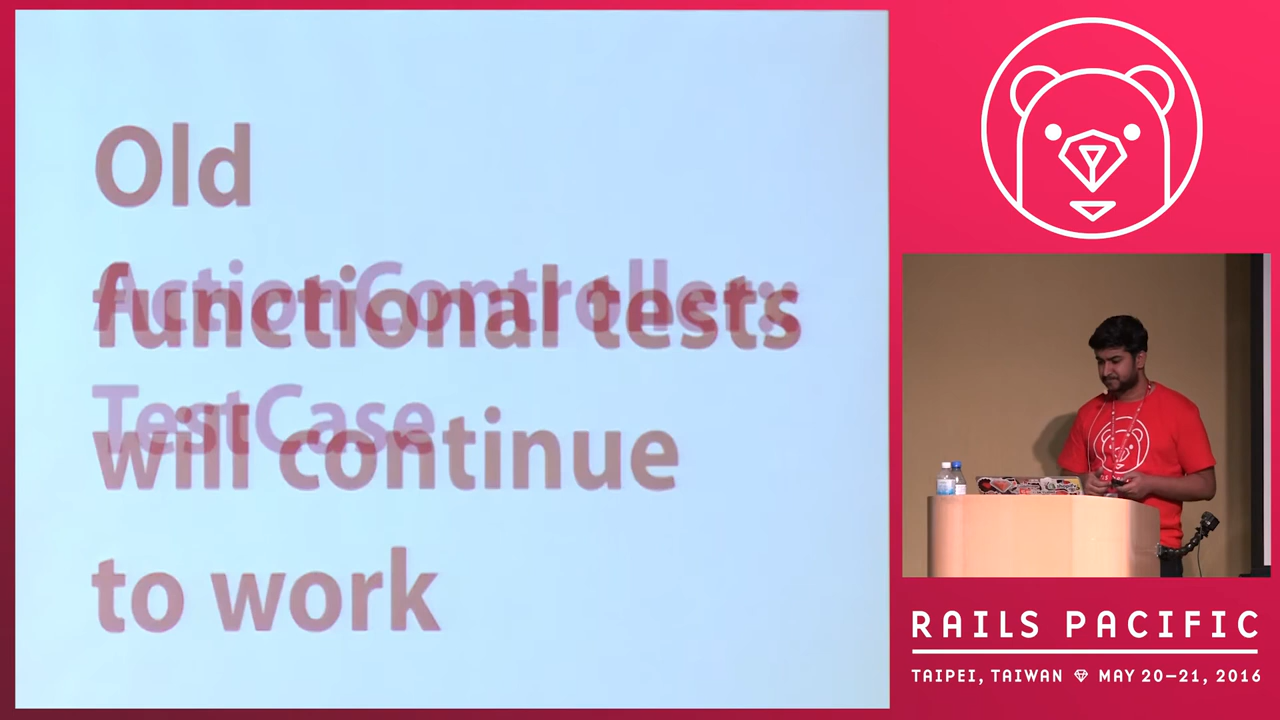 Old
functional tests
will continue
to work
ActionController::
TestCase
RAILS PACIFIC
TAIPEI, TAIWAN MAY 20–21, 2016